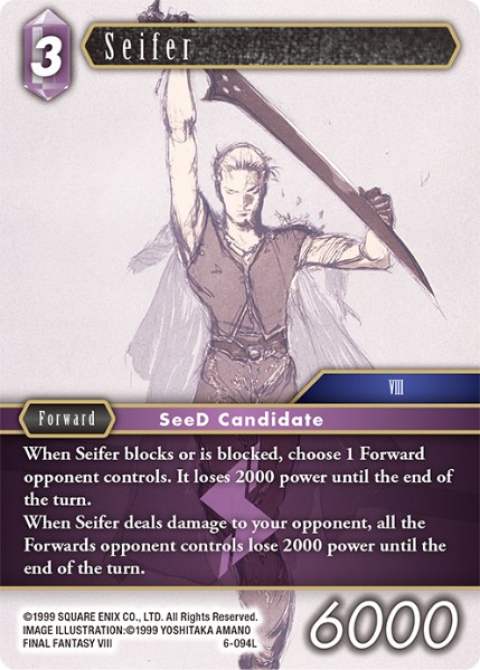 3
Seifer
VIII
Forward
SeeD Candidate
When Seifer blocks or is blocked, choose 1 Forward
opponent controls. It loses 2000 power until the end of
the turn.
When Seifer deals damage to your opponent, all the
Forwards opponent controls lose 2000 power until the
end of the turn.
©1999 SQUARE ENIX CO., LTD. All Rights Reserved.
IMAGE ILLUSTRATION:©1999 YOSHITAKA AMANO
FINAL FANTASY VIII 6-094L
6000